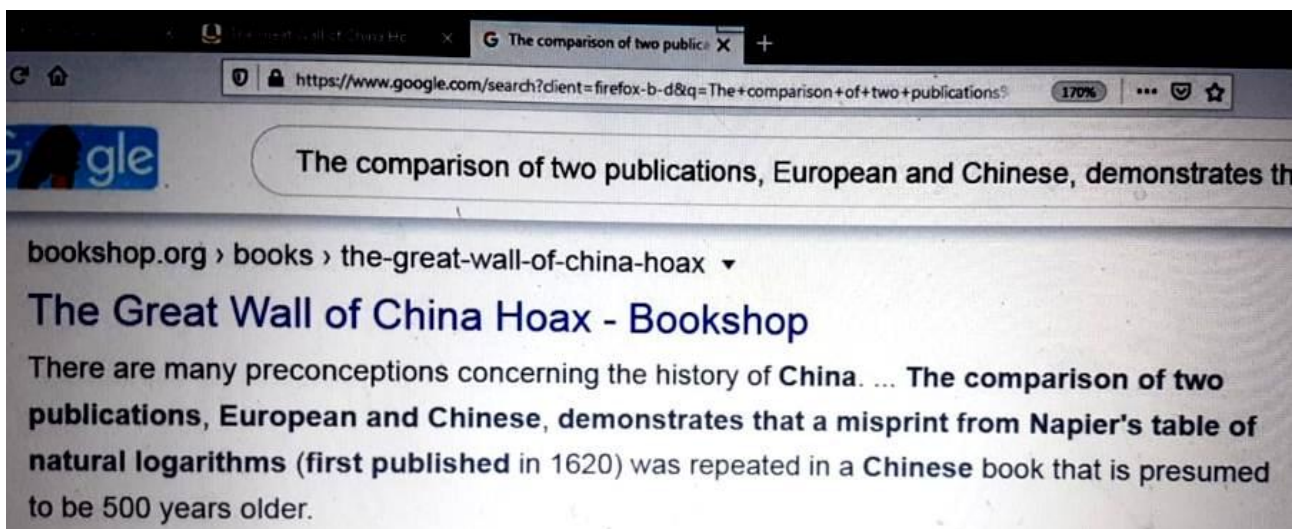 G The comparison of two public
https://www.google.com/search?client=firefox-b-d&q=The+comparison+of+two+publications 170%
gle
The comparison of two publications, European and Chinese, demonstrates th
bookshop.org › books › the-great-wall-of-china-hoax
The Great Wall of China Hoax - Bookshop
There are many preconceptions concerning the history of China. ... The comparison of two
publications, European and Chinese, demonstrates that a misprint from Napier's table of
natural logarithms (first published in 1620) was repeated in a Chinese book that is presumed
to be 500 years older.